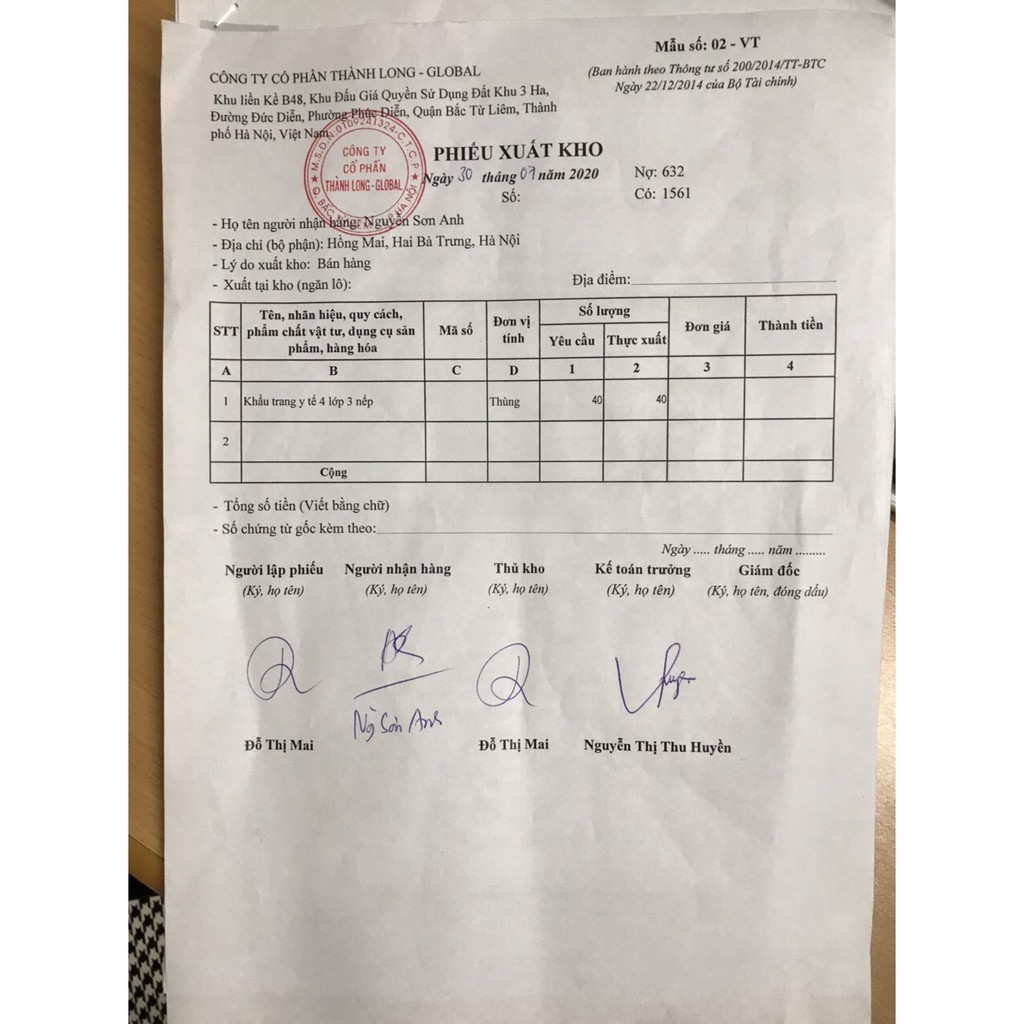 Mẫu số: 02 - VT
(Ban hành theo Thông tư số 200/2014/TT-BTC
Ngày 22/12/2014 của Bộ Tài chính)
CÔNG TY CỔ PHẦN THÀNH LONG - GLOBAL
Khu liền Kề B48, Khu Đấu Giá Quyền Sử Dụng Đất Khu 3 Ha,
Đường Đức Diễn, Phường Phúc Diễn, Quận Bắc Từ Liêm, Thành
phố Hà Nội, Việt Nam
M.S.D.N:0109241324-C.T.C.P
CÔNG TY
CỔ PHẦN
THÀNH LONG-GLOBAL
PHIẾU XUẤT KHO
Ngày 30 tháng 07 năm 2020
Số:
Nợ: 632
Có: 1561
- Họ tên người nhận hàng: Nguyễn Sơn Anh
- Địa chỉ (bộ phận): Hồng Mai, Hai Bà Trưng, Hà Nội
- Lý do xuất kho: Bán hàng
- Xuất tại kho (ngăn lô): Địa điểm:
STT Tên, nhãn hiệu, quy cách, phẩm chất vật tư, dụng cụ sản phẩm, hàng hóa Mã số Đơn vị tính Số lượng Đơn giá Thành tiền
Yêu cầu Thực xuất
A B C D 1 2 3 4
1 Khẩu trang y tế 4 lớp 3 nếp Thùng 40 40
2
Cộng
- Tổng số tiền (Viết bằng chữ)
- Số chứng từ gốc kèm theo:
Ngày ..... tháng ..... năm .........
Người lập phiếu Người nhận hàng Thủ kho Kế toán trưởng Giám đốc
(Ký, họ tên) (Ký, họ tên) (Ký, họ tên) (Ký, họ tên) (Ký, họ tên, đóng dấu)
Ng Sơn Anh
Đỗ Thị Mai Đỗ Thị Mai Nguyễn Thị Thu Huyền